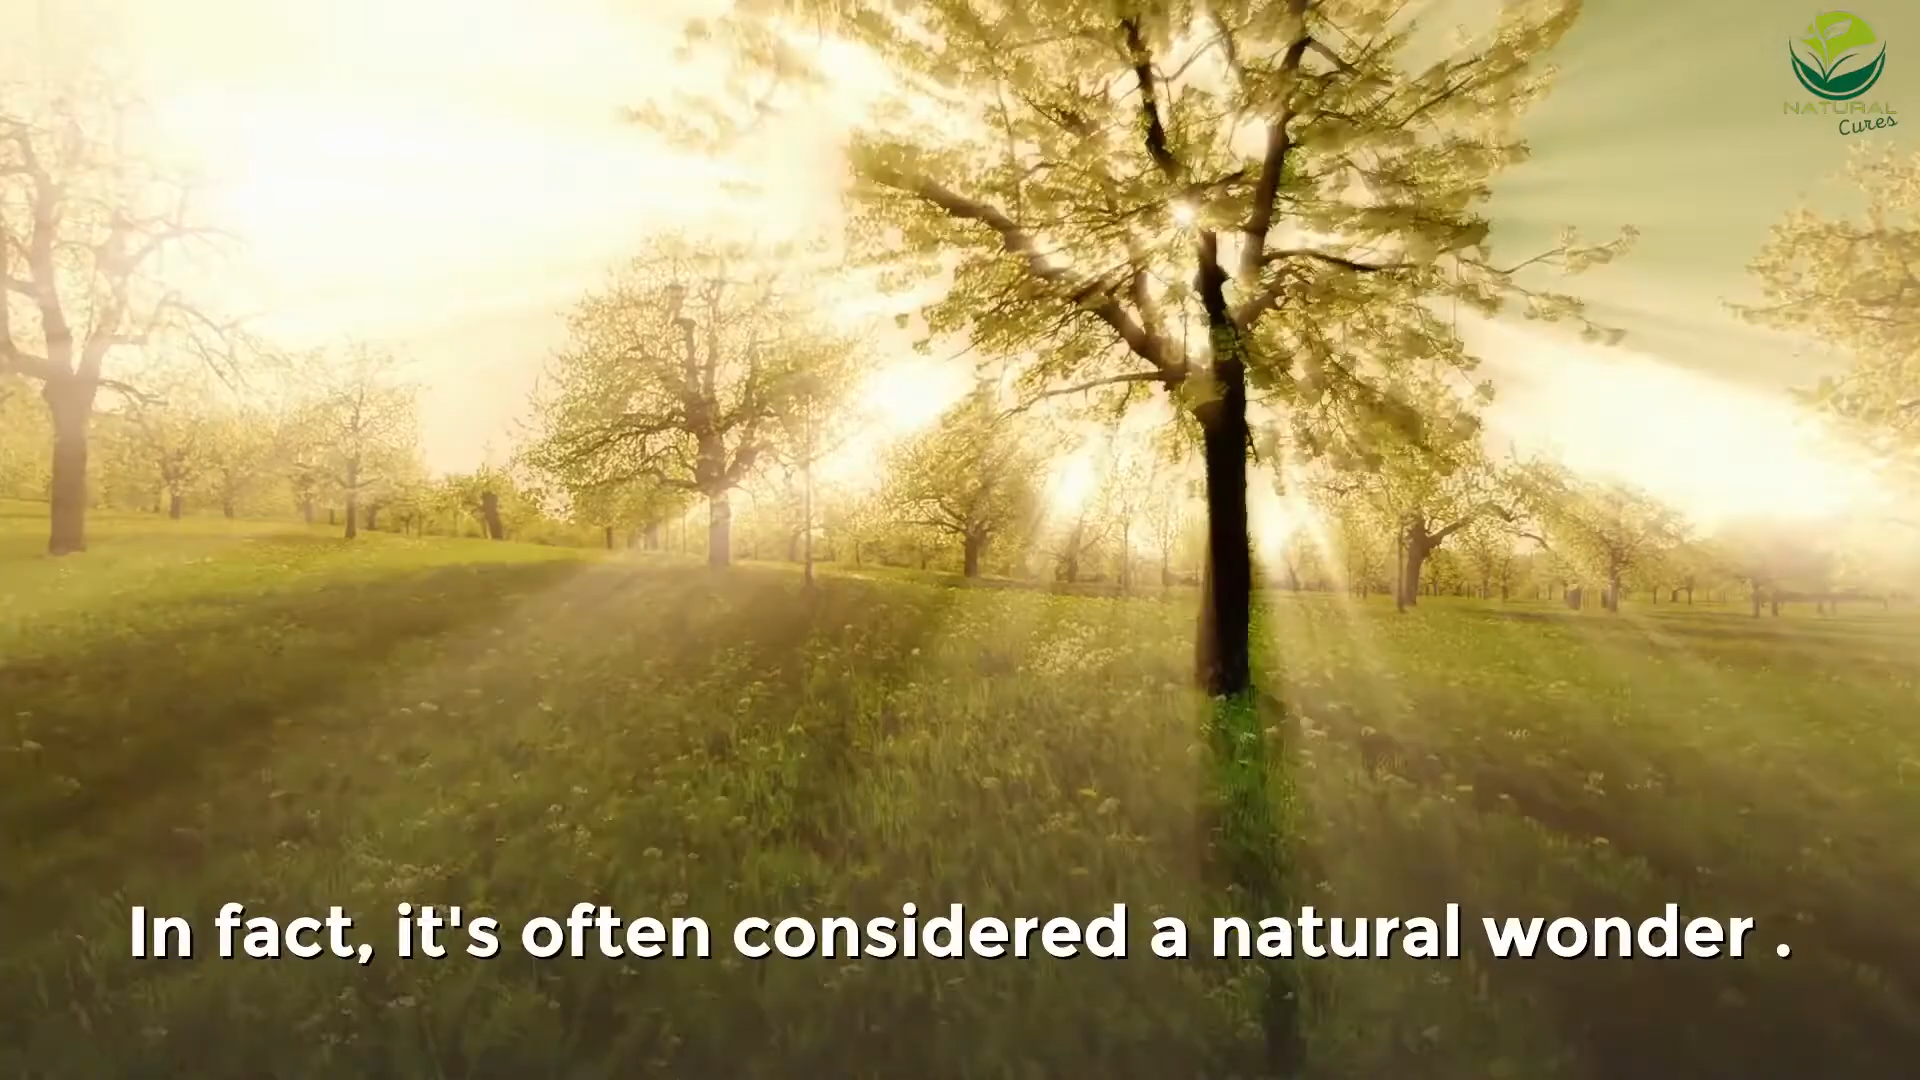 NATURAL
Cures
In fact, it's often considered a natural wonder .